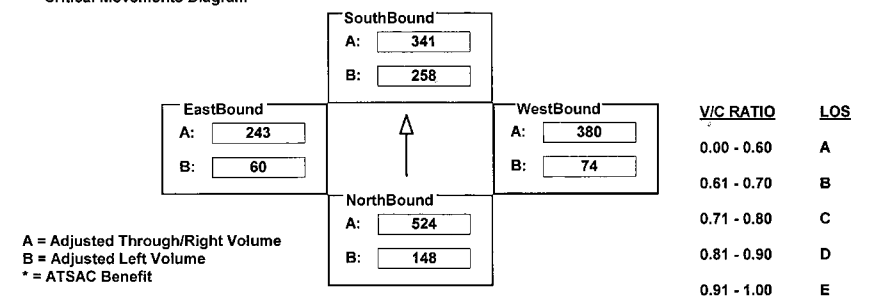 Critical Movements Diagram
SouthBound
A: 341
B: 258
EastBound
A: 243
B: 60
WestBound
A: 380
B: 74
NorthBound
A: 524
B: 148
A = Adjusted Through/Right Volume
B = Adjusted Left Volume
* = ATSAC Benefit
V/C RATIO LOS
0.00 - 0.60 A
0.61 - 0.70 B
0.71 - 0.80 C
0.81 - 0.90 D
0.91 - 1.00 E